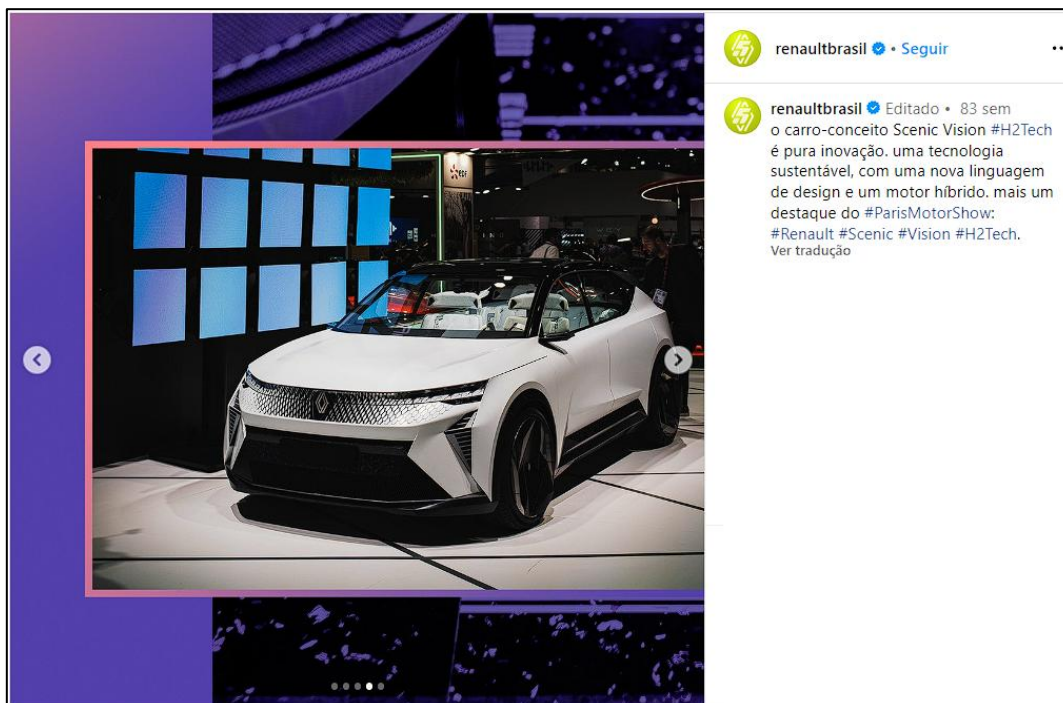 renaultbrasil • Seguir
renaultbrasil Editado • 83 sem
o carro-conceito Scenic Vision #H2Tech
é pura inovação. uma tecnologia
sustentável, com uma nova linguagem
de design e um motor híbrido. mais um
destaque do #ParisMotorShow:
#Renault #Scenic #Vision #H2Tech.
Ver tradução
edf